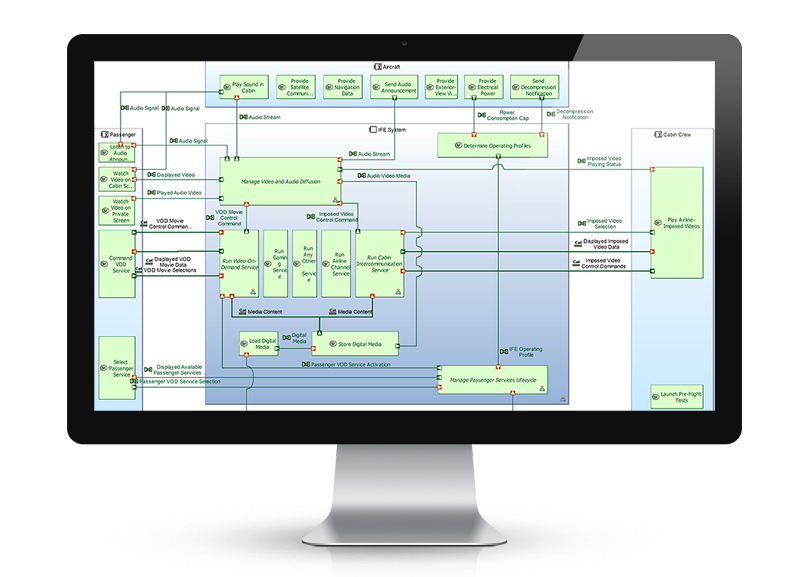 Aircraft
Play Sound in
Cabin
Provide
Satellite
Communi...
Provide
Navigation
Data
Send Audio
Announcement
Provide
Exterior-
View Vi...
Provide
Electrical
Power
Send
Decompression
Notification
Audio Signal
Audio Signal
Audio Stream
Power
Consomption Cap
Decompression
Notification
Passenger
IFE System
Cabin Crew
Listen to
Audio
Announ...
Audio Signal
Audio Stream
Determine Operating Profiles
Imposed Video
Playing Status
Watch
Video on
Cabin Sc...
Displayed Video
Manage Video and Audio Diffusion
Audio Video Media
Played Audio Video
Watch
Video on
Private
Screen
VOD Movie
Control Comman...
VOD Movie
Control
Command
Imposed Video
Control Command
Imposed Video
Selection
Play Airline-
Imposed Videos
Command
VOD
Service
Displayed VOD
Movie Data
VOD Movie Selections
Run Video-On-
Demand Service
Run
Gami
ng
Servic
e
Run
Any
Other
Servic
e
Run
Airline
Channel
Service
Run Cabin
Intercommunication
Service
Displayed Imposed
Video Data
Imposed Video
Control Commands
Media Content
Media Content
Load Digital
Media
Digital
Media
Store Digital Media
IFE Operating
Profile
Select
Passenger
Service
Displayed Available
Passenger Services
Passenger VOD Service Activation
Passenger VOD Service Selection
Manage Passenger Services Lifecycle
Launch Pre-Flight
Tests